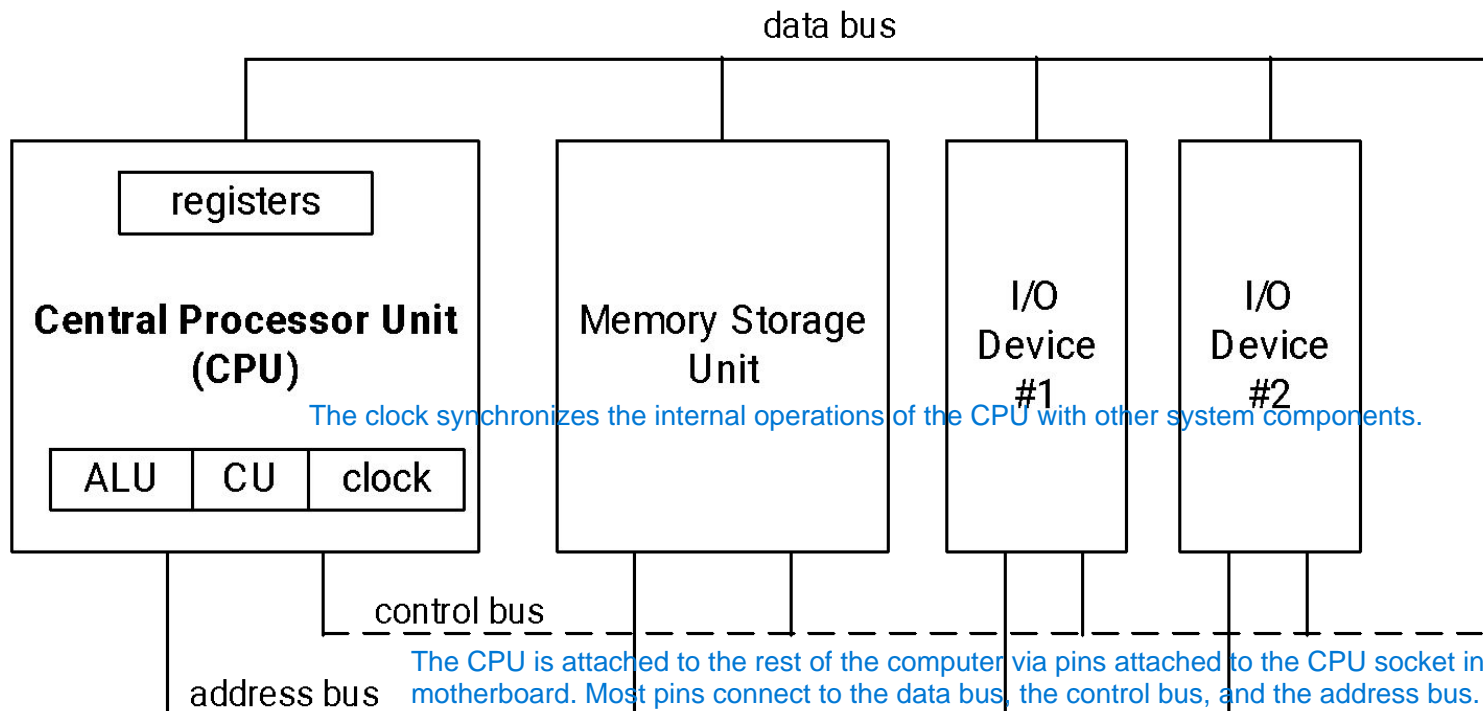 data bus
registers
Central Processor Unit
(CPU)
Memory Storage
Unit
I/O
Device
#1
I/O
Device
#2
The clock synchronizes the internal operations of the CPU with other system components.
ALU
CU
clock
control bus
The CPU is attached to the rest of the computer via pins attached to the CPU socket in
motherboard. Most pins connect to the data bus, the control bus, and the address bus.
address bus